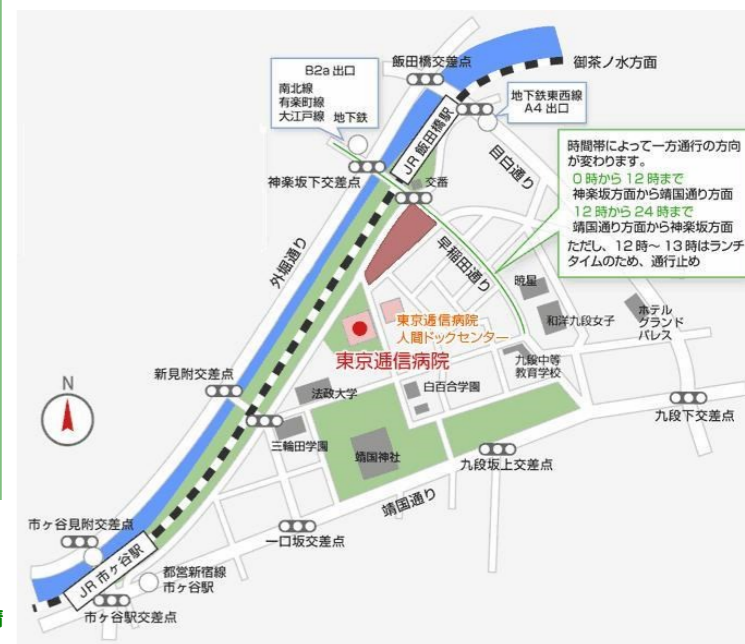 飯田橋交差点
御茶ノ水方面
B2a 出口
南北線
有楽町線
大江戸線 地下鉄
地下鉄東西線
A4 出口
JR 飯田橋駅
目白通り
神楽坂下交差点
交番
時間帯によって一方通行の方向
が変わります。
0 時から 12 時まで
神楽坂方面から靖国通り方面
12 時から 24 時まで
靖国通り方面から神楽坂方面
ただし、12 時～ 13 時はランチ
タイムのため、通行止め
外堀通り
早稲田通り
暁星
東京逓信病院
人間ドックセンター
和洋九段女子
ホテル
グランド
パレス
東京逓信病院
九段中等
教育学校
新見附交差点
N
法政大学
白百合学園
九段下交差点
三輪田学園
靖国神社
九段坂上交差点
靖国通り
市ヶ谷見附交差点
一口坂交差点
JR 市ヶ谷駅
都営新宿線
市ヶ谷駅
市ヶ谷駅交差点